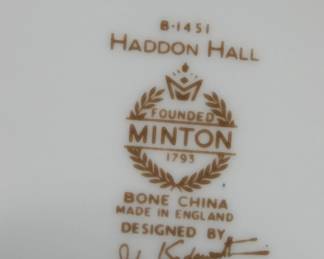 B-1451
HADDON HALL
FOUNDED
MINTON
1793
BONE CHINA
MADE IN ENGLAND
DESIGNED BY